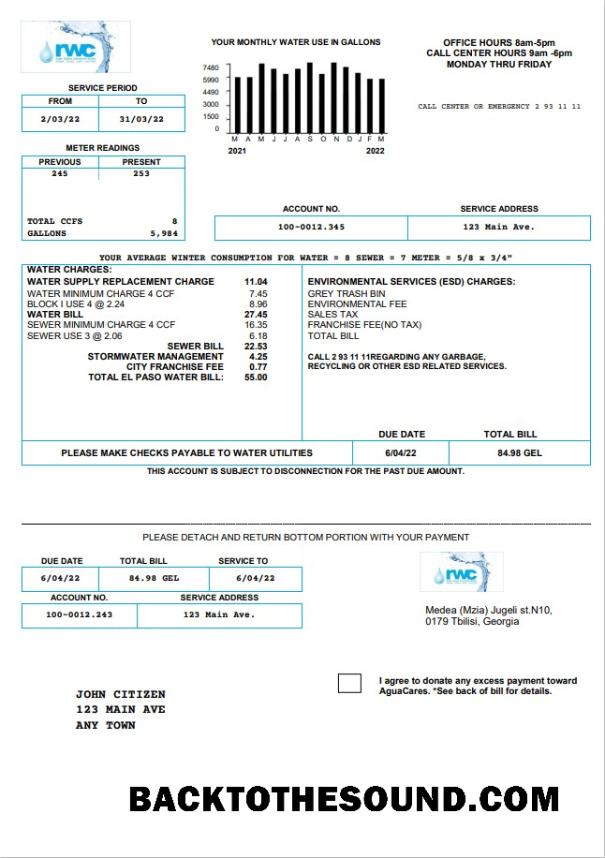 rwc
YOUR MONTHLY WATER USE IN GALLONS
7480
5990
4490
3000
1500
0
M A M J J A S O N D J F M
2021 2022
OFFICE HOURS 8am-5pm
CALL CENTER HOURS 9am -6pm
MONDAY THRU FRIDAY
CALL CENTER OR EMERGENCY 2 93 11 11
SERVICE PERIOD
FROM TO
2/03/22 31/03/22
METER READINGS
PREVIOUS PRESENT
245 253
TOTAL CCFS 8
GALLONS 5,984
ACCOUNT NO. SERVICE ADDRESS
100-0012.345 123 Main Ave.
YOUR AVERAGE WINTER CONSUMPTION FOR WATER = 8 SEWER = 7 METER = 5/8 x 3/4"
WATER CHARGES:
WATER SUPPLY REPLACEMENT CHARGE 11.04
WATER MINIMUM CHARGE 4 CCF 7.45
BLOCK I USE 4 @ 2.24 8.96
WATER BILL 27.45
SEWER MINIMUM CHARGE 4 CCF 16.35
SEWER USE 3 @ 2.06 6.18
SEWER BILL 22.53
STORMWATER MANAGEMENT 4.25
CITY FRANCHISE FEE 0.77
TOTAL EL PASO WATER BILL: 55.00
ENVIRONMENTAL SERVICES (ESD) CHARGES:
GREY TRASH BIN
ENVIRONMENTAL FEE
SALES TAX
FRANCHISE FEE(NO TAX)
TOTAL BILL
CALL 2 93 11 11REGARDING ANY GARBAGE,
RECYCLING OR OTHER ESD RELATED SERVICES.
DUE DATE TOTAL BILL
PLEASE MAKE CHECKS PAYABLE TO WATER UTILITIES 6/04/22 84.98 GEL
THIS ACCOUNT IS SUBJECT TO DISCONNECTION FOR THE PAST DUE AMOUNT.
PLEASE DETACH AND RETURN BOTTOM PORTION WITH YOUR PAYMENT
DUE DATE TOTAL BILL SERVICE TO
6/04/22 84.98 GEL 6/04/22
ACCOUNT NO. SERVICE ADDRESS
100-0012.243 123 Main Ave.
rwc
Medea (Mzia) Jugeli st.N10,
0179 Tbilisi, Georgia
I agree to donate any excess payment toward
AguaCares. *See back of bill for details.
JOHN CITIZEN
123 MAIN AVE
ANY TOWN
BACKTOTHESOUND.COM